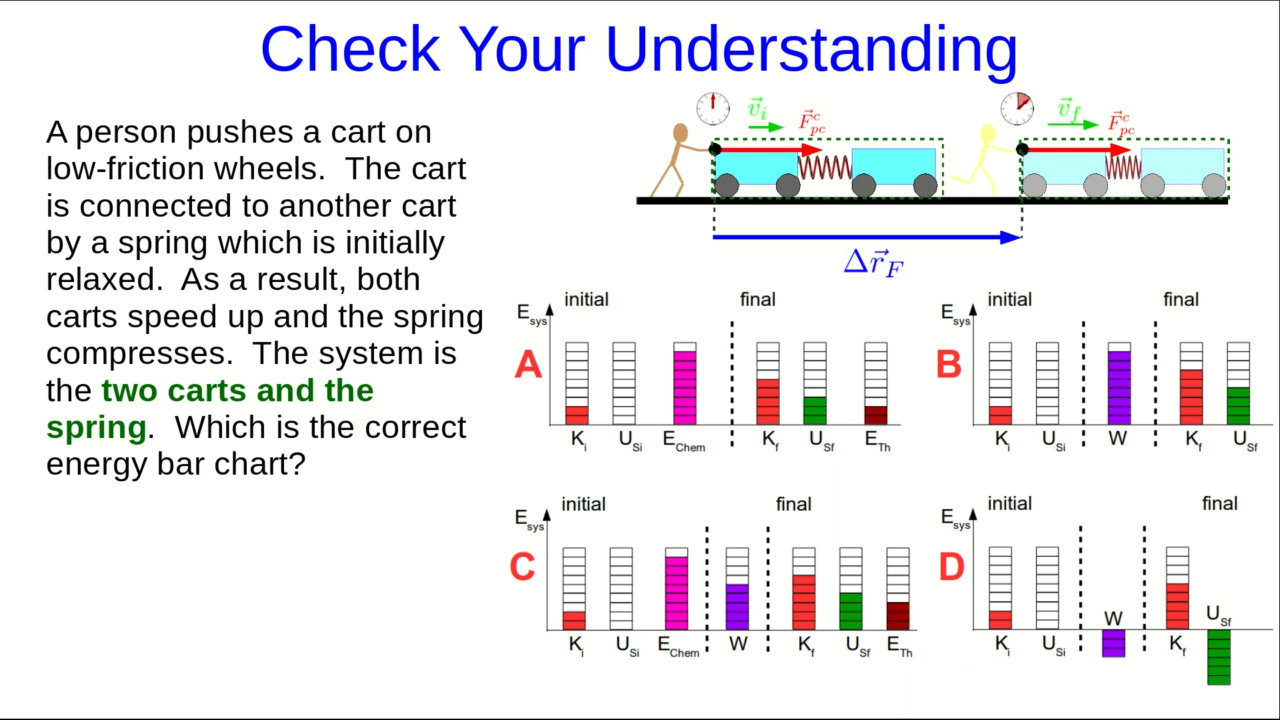 Check Your Understanding
A person pushes a cart on
low-friction wheels.  The cart
is connected to another cart
by a spring which is initially
relaxed.  As a result, both
carts speed up and the spring
compresses.  The system is
the two carts and the
spring.  Which is the correct
energy bar chart?
v⃗i F⃗cpc v⃗f F⃗cpc
Δr⃗F
A
Esys initial final
Ki USi EChem Kf USf ETh
B
Esys initial final
Ki USi W Kf USf
C
Esys initial final
Ki USi EChem W Kf USf ETh
D
Esys initial final
Ki USi W Kf USf